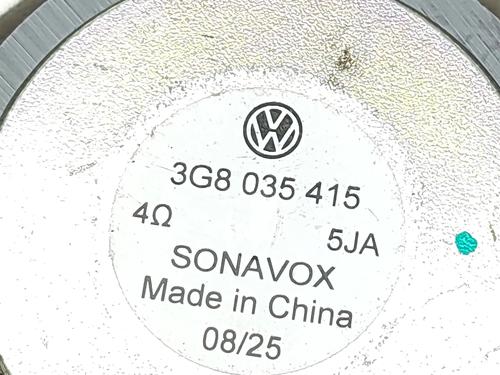 3G8 035 415
4Ω 5JA
SONAVOX
Made in China
08/25